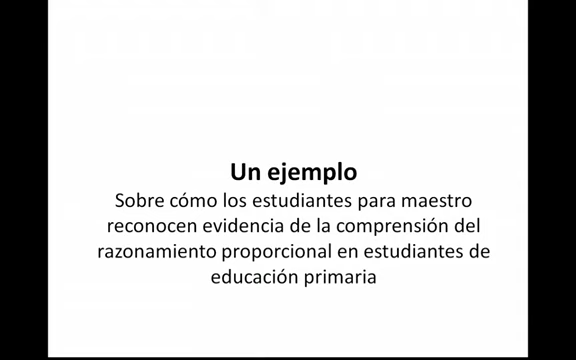 Un ejemplo
Sobre cómo los estudiantes para maestro
reconocen evidencia de la comprensión del
razonamiento proporcional en estudiantes de
educación primaria